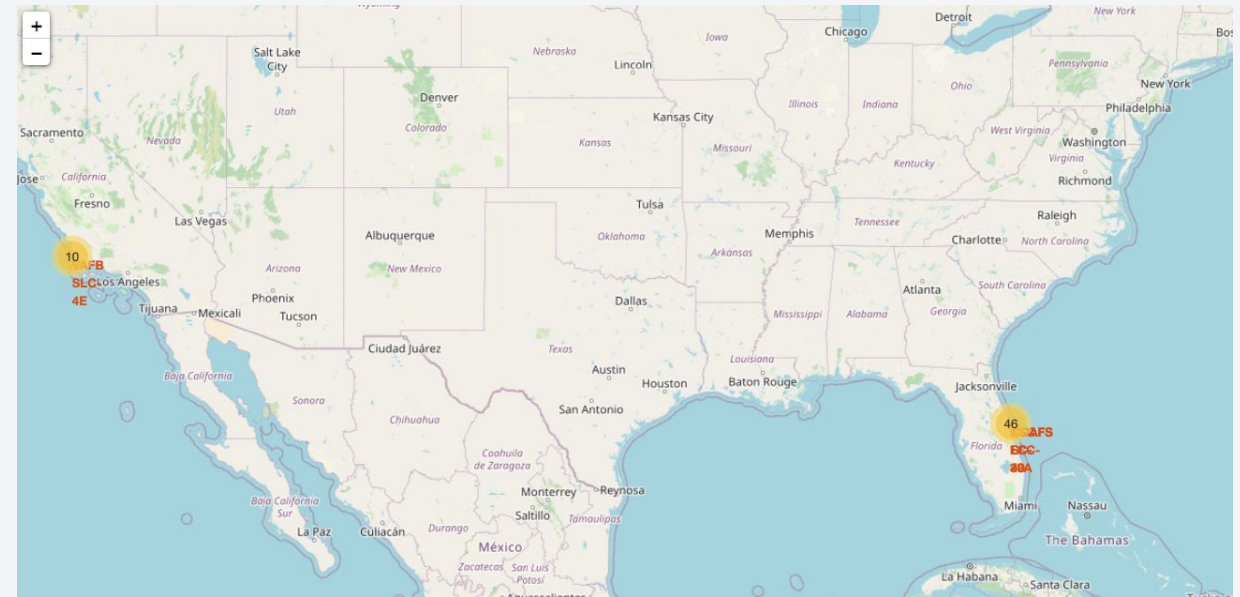 +
−
Wyoming
Salt Lake
City
Nebraska
Iowa
Chicago
Detroit
New York
Lincoln
Pennsylvania
New York
Denver
Utah
Colorado
Illinois
Indiana
Ohio
Philadelphia
Sacramento
Nevada
Kansas City
Kansas
Missouri
West Virginia
Washington
Virginia
Kentucky
Jose
California
Richmond
Fresno
Las Vegas
Tulsa
Raleigh
Albuquerque
Oklahoma
Memphis
Tennessee
Charlotte
North Carolina
10
AFB
SLC-
4E
Los Angeles
Arizona
New Mexico
Arkansas
South Carolina
Atlanta
Georgia
Phoenix
Dallas
Tijuana
Mexicali
Tucson
Mississippi
Alabama
Ciudad Juárez
Texas
Louisiana
Baja California
Austin
Houston
Baton Rouge
Jacksonville
Sonora
San Antonio
Chihuahua
46
AFS
Florida
Coahuila
de Zaragoza
Monterrey
Reynosa
Baja California
Sur
Saltillo
Tamaulipas
Miami
Nassau
La Paz
Culiacán
Durango
México
The Bahamas
Zacatecas
San Luis
Potosí
La Habana
Santa Clara
Aguascalientes